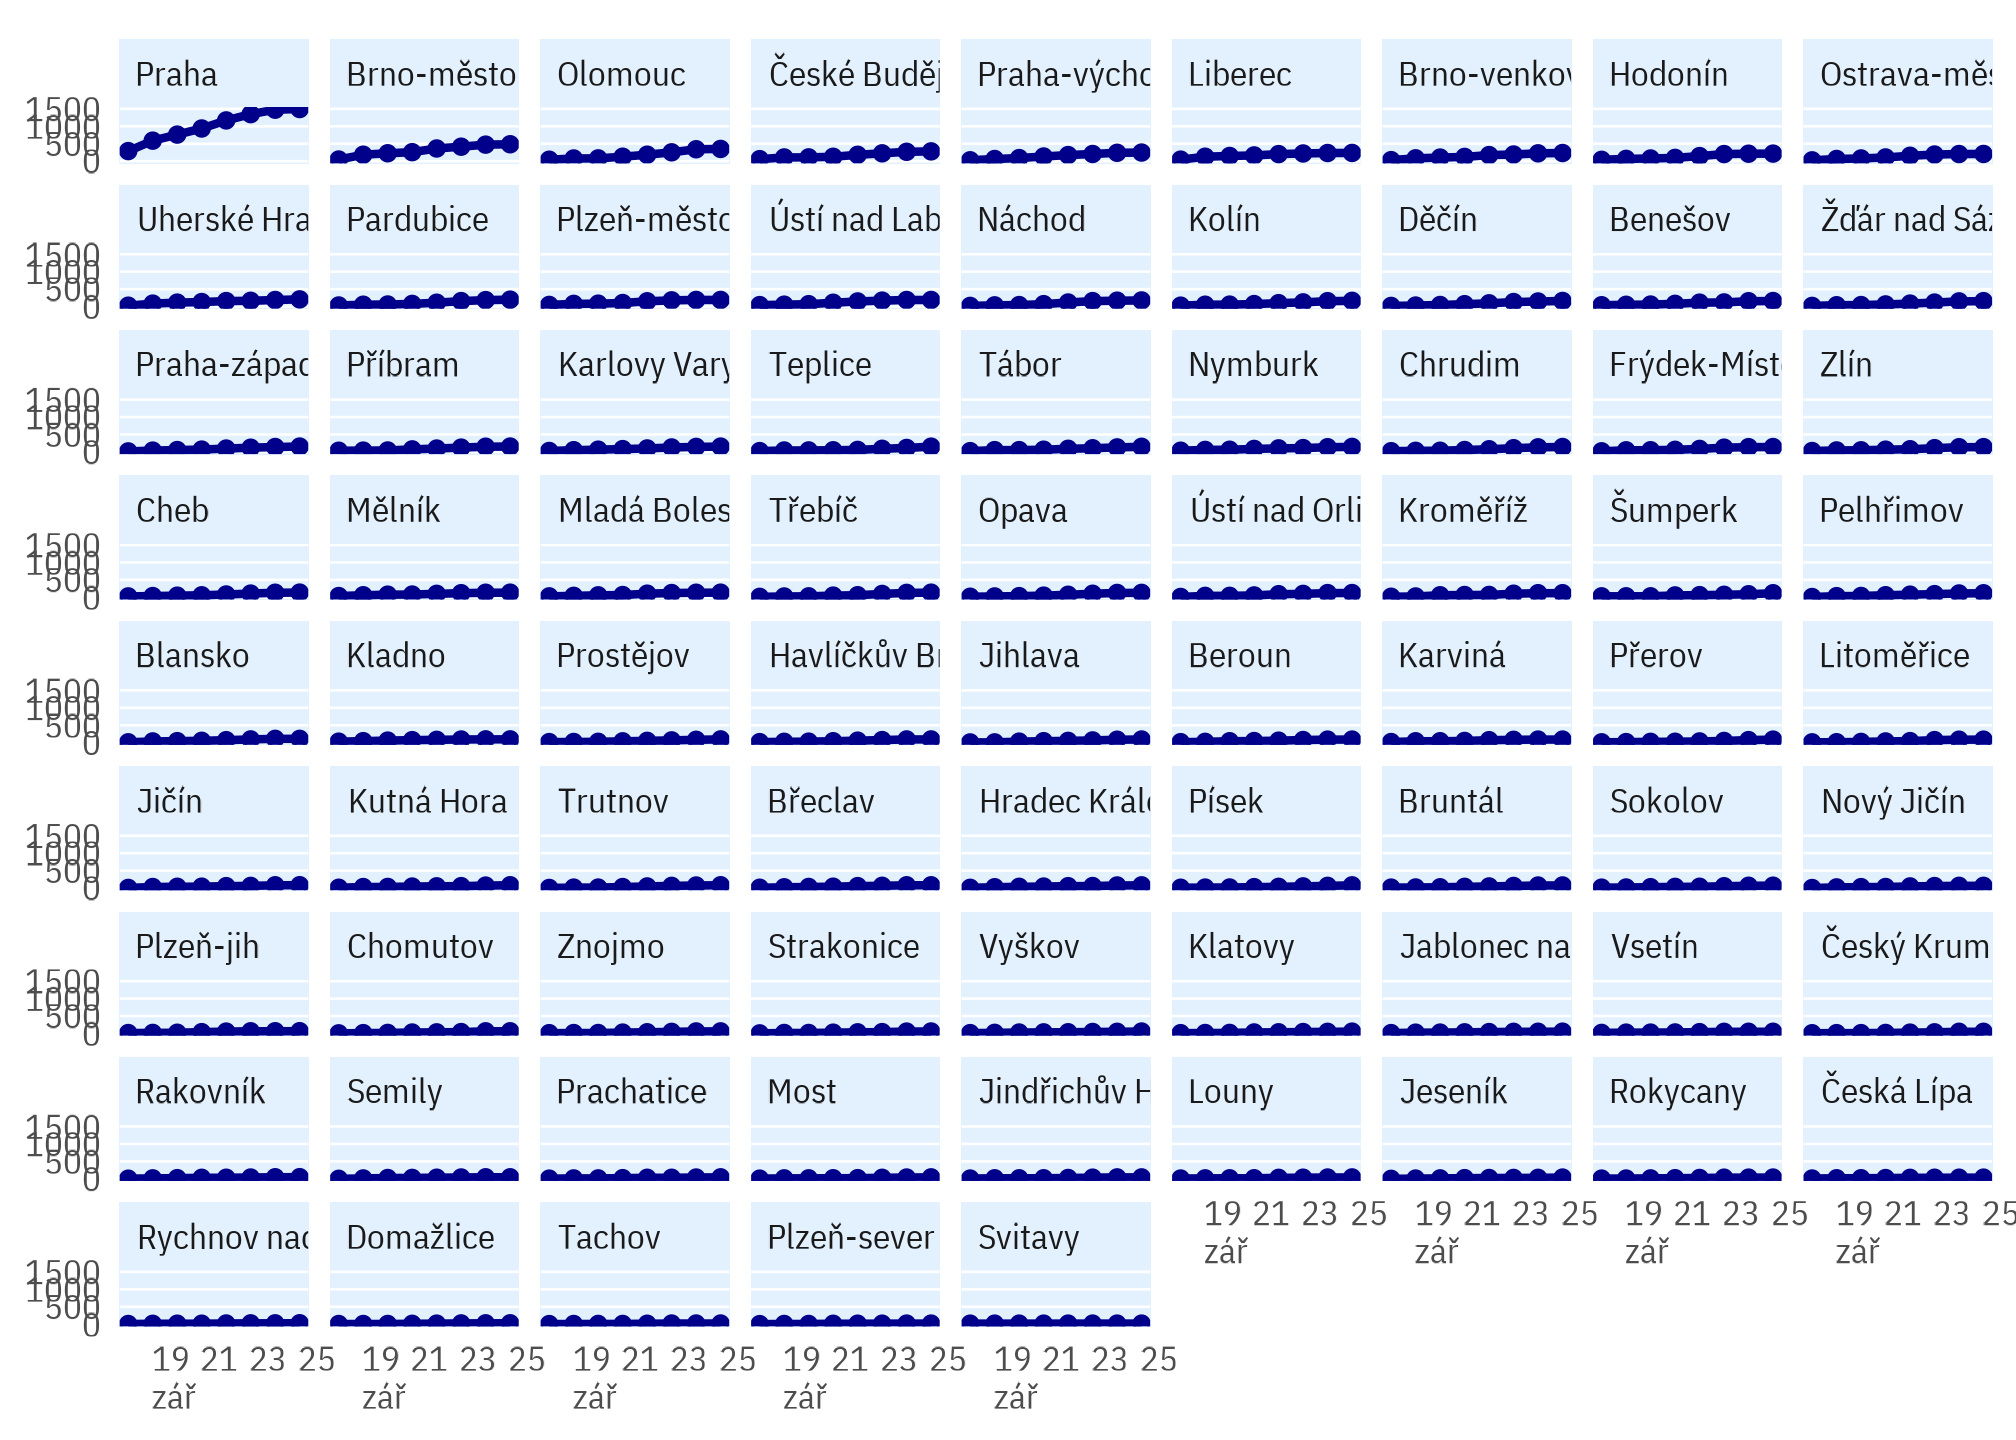 Praha Brno-město Olomouc České Buděj Praha-výcho Liberec Brno-venkov Hodonín Ostrava-měs
1500
1000
500
0
Uherské Hra Pardubice Plzeň-město Ústí nad Lab Náchod Kolín Děčín Benešov Žďár nad Sáz
1500
1000
500
0
Praha-západ Příbram Karlovy Vary Teplice Tábor Nymburk Chrudim Frýdek-Míste Zlín
1500
1000
500
0
Cheb Mělník Mladá Boles Třebíč Opava Ústí nad Orli Kroměříž Šumperk Pelhřimov
1500
1000
500
0
Blansko Kladno Prostějov Havlíčkův Br Jihlava Beroun Karviná Přerov Litoměřice
1500
1000
500
0
Jičín Kutná Hora Trutnov Břeclav Hradec Králo Písek Bruntál Sokolov Nový Jičín
1500
1000
500
0
Plzeň-jih Chomutov Znojmo Strakonice Vyškov Klatovy Jablonec na Vsetín Český Krum
1500
1000
500
0
Rakovník Semily Prachatice Most Jindřichův H Louny Jeseník Rokycany Česká Lípa
1500
1000
500
0
19 21 23 25 19 21 23 25 19 21 23 25 19 21 23 25
zář zář zář zář
Rychnov nad Domažlice Tachov Plzeň-sever Svitavy
1500
1000
500
0
19 21 23 25 19 21 23 25 19 21 23 25 19 21 23 25 19 21 23 25
zář zář zář zář zář